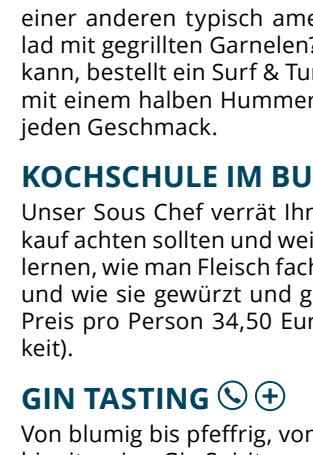 einer anderen typisch ame
lad mit gegrillten Garnelen?
kann, bestellt ein Surf & Tur
mit einem halben Hummer
jeden Geschmack.
KOCHSCHULE IM BU
Unser Sous Chef verrät Ihn
kauf achten sollten und wei
lernen, wie man Fleisch fach
und wie sie gewürzt und g
Preis pro Person 34,50 Eur
keit).
GIN TASTING
Von blumig bis pfeffrig, von